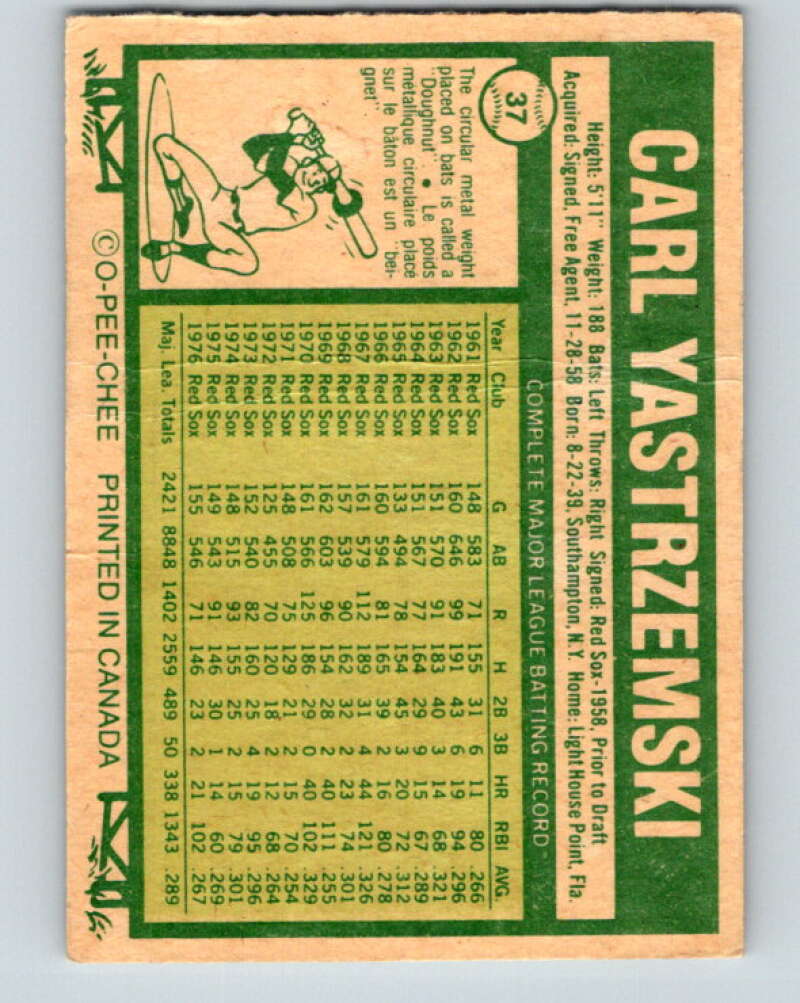 CARL YASTRZEMSKI
Height: 5'11" Weight: 188 Bats: Left Throws: Right Signed: Red Sox-1958, Prior to Draft
Acquired: Signed, Free Agent, 11-28-58 Born: 8-22-39, Southampton, N.Y. Home: Light House Point, Fla.
37
The circular metal weight
placed on bats is called a
"Doughnut" • Le poids
métallique circulaire placé
sur le bâton est un "bei-
gnet"
COMPLETE MAJOR LEAGUE BATTING RECORD
Year Club G AB R H 2B 3B HR RBI AVG.
1961 Red Sox 148 583 71 155 31 6 11 80 .266
1962 Red Sox 160 646 99 191 43 6 19 94 .296
1963 Red Sox 151 570 91 183 40 3 14 68 .321
1964 Red Sox 151 567 77 164 29 9 15 67 .289
1965 Red Sox 133 494 78 154 45 3 20 72 .312
1966 Red Sox 160 594 81 165 39 2 16 80 .278
1967 Red Sox 161 579 112 189 31 4 44 121 .326
1968 Red Sox 157 539 90 162 32 2 23 74 .301
1969 Red Sox 162 603 96 154 28 2 40 111 .255
1970 Red Sox 161 566 125 186 29 0 40 102 .329
1971 Red Sox 148 508 75 129 21 2 15 70 .254
1972 Red Sox 125 455 70 120 18 2 12 68 .264
1973 Red Sox 152 540 82 160 25 4 19 95 .296
1974 Red Sox 148 515 93 155 25 2 15 79 .301
1975 Red Sox 149 543 91 146 30 1 14 60 .269
1976 Red Sox 155 546 71 146 23 2 21 102 .267
Maj. Lea. Totals 2421 8848 1402 2559 489 50 338 1343 .289
©O-PEE-CHEE PRINTED IN CANADA